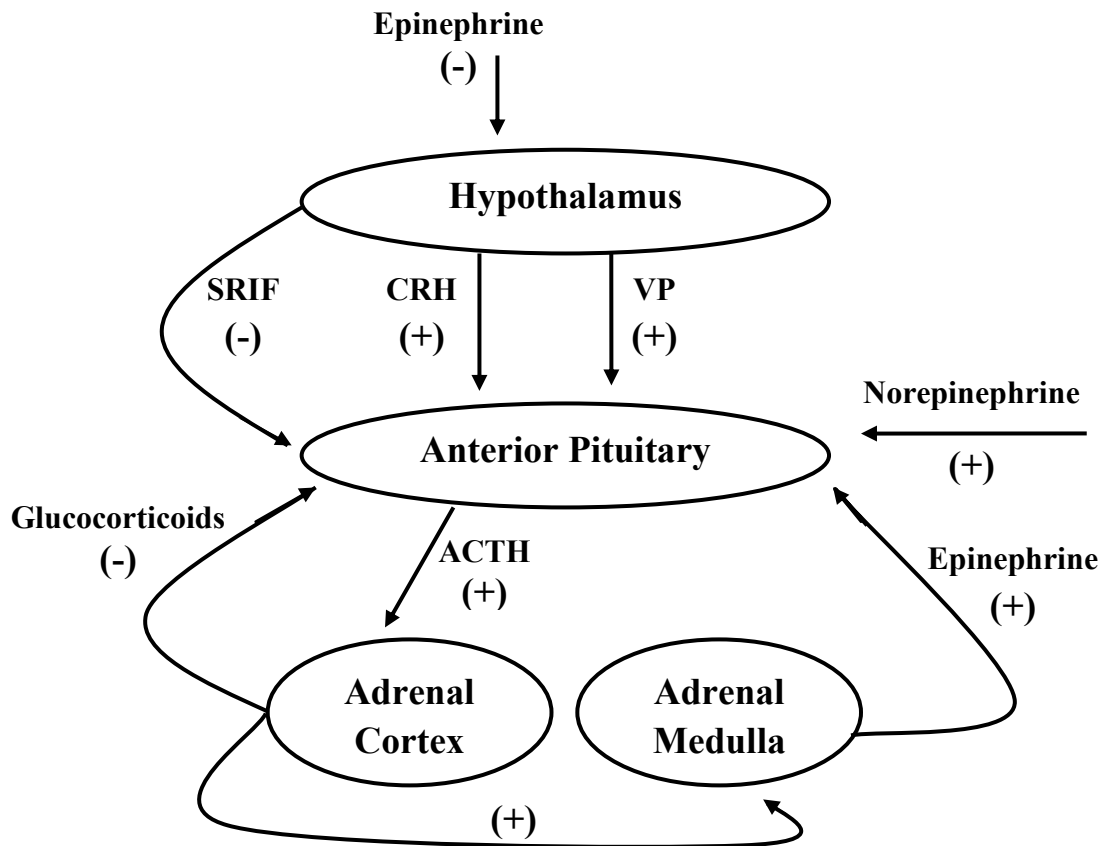 Epinephrine
(-)
Hypothalamus
SRIF
(-)
CRH
(+)
VP
(+)
Norepinephrine
(+)
Anterior Pituitary
Glucocorticoids
(-)
ACTH
(+)
Epinephrine
(+)
Adrenal
Cortex
Adrenal
Medulla
(+)